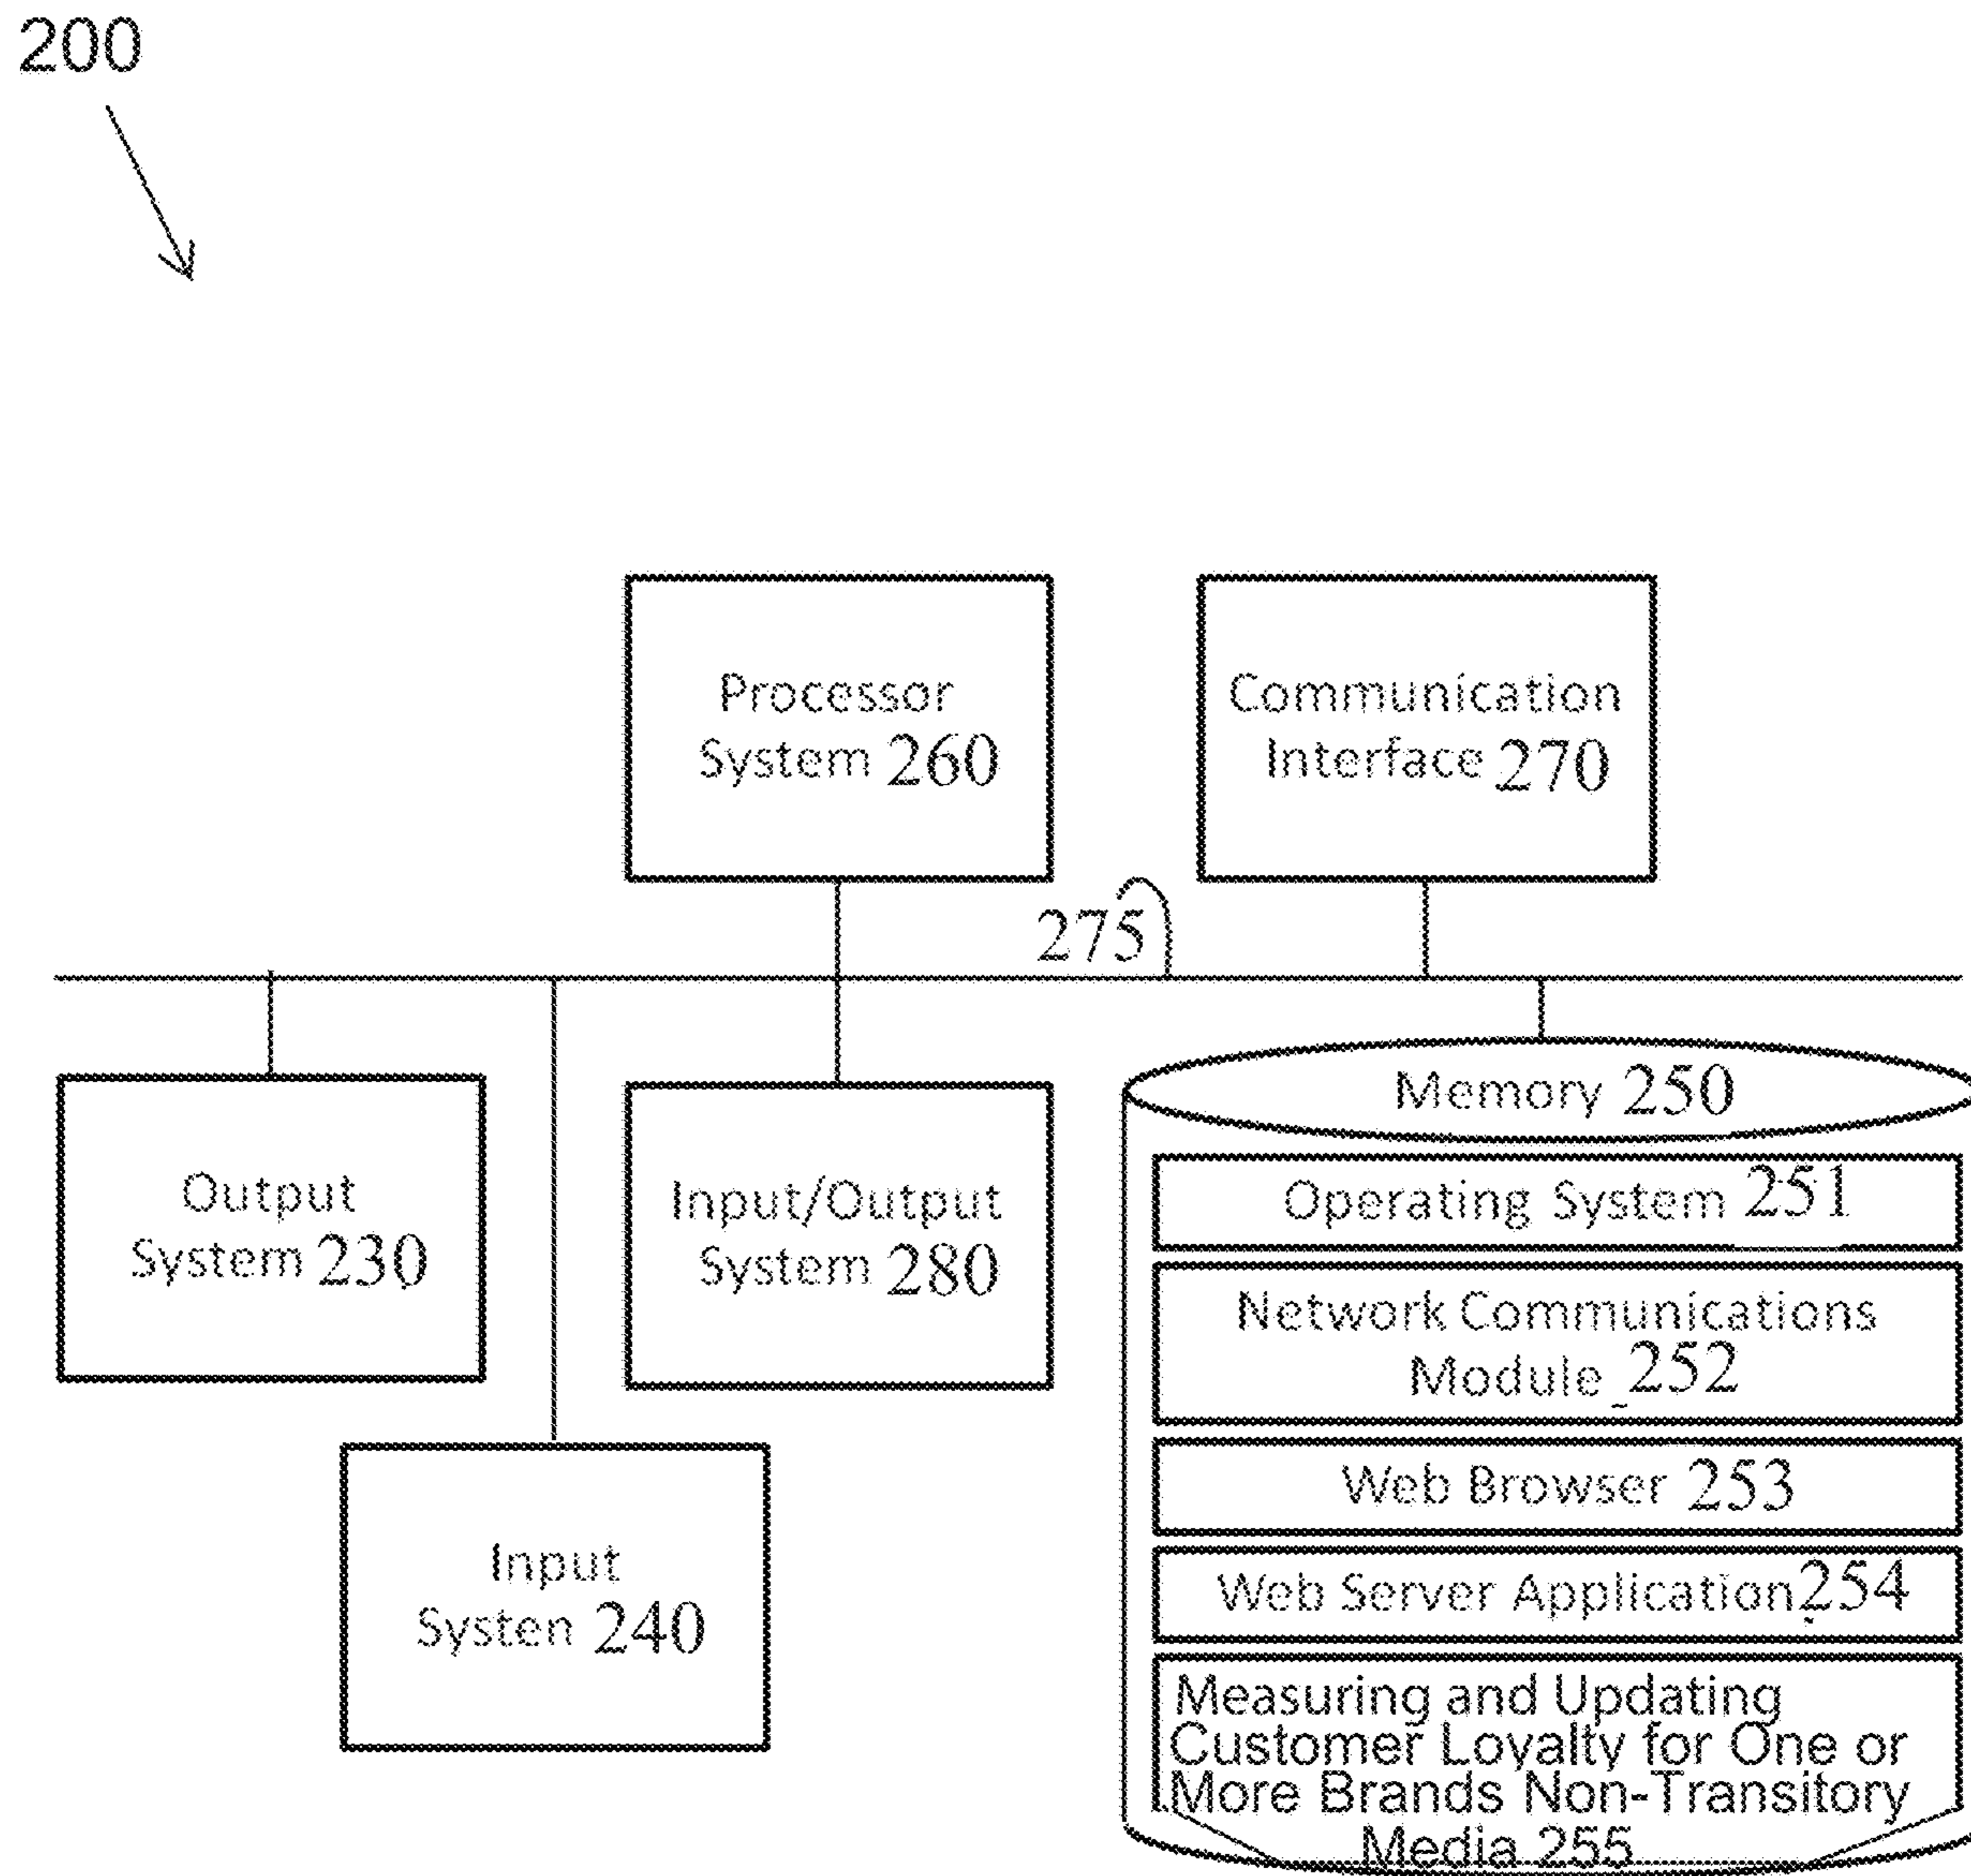 200
Processor
System 260
Communication
Interface 270
275
Output
System 230
Input/Output
System 280
Input
Systen 240
Memory 250
Operating System 251
Network Communications
Module 252
Web Browser 253
Web Server Application 254
Measuring and Updating
Customer Loyalty for One or
More Brands Non-Transitory
Media 255